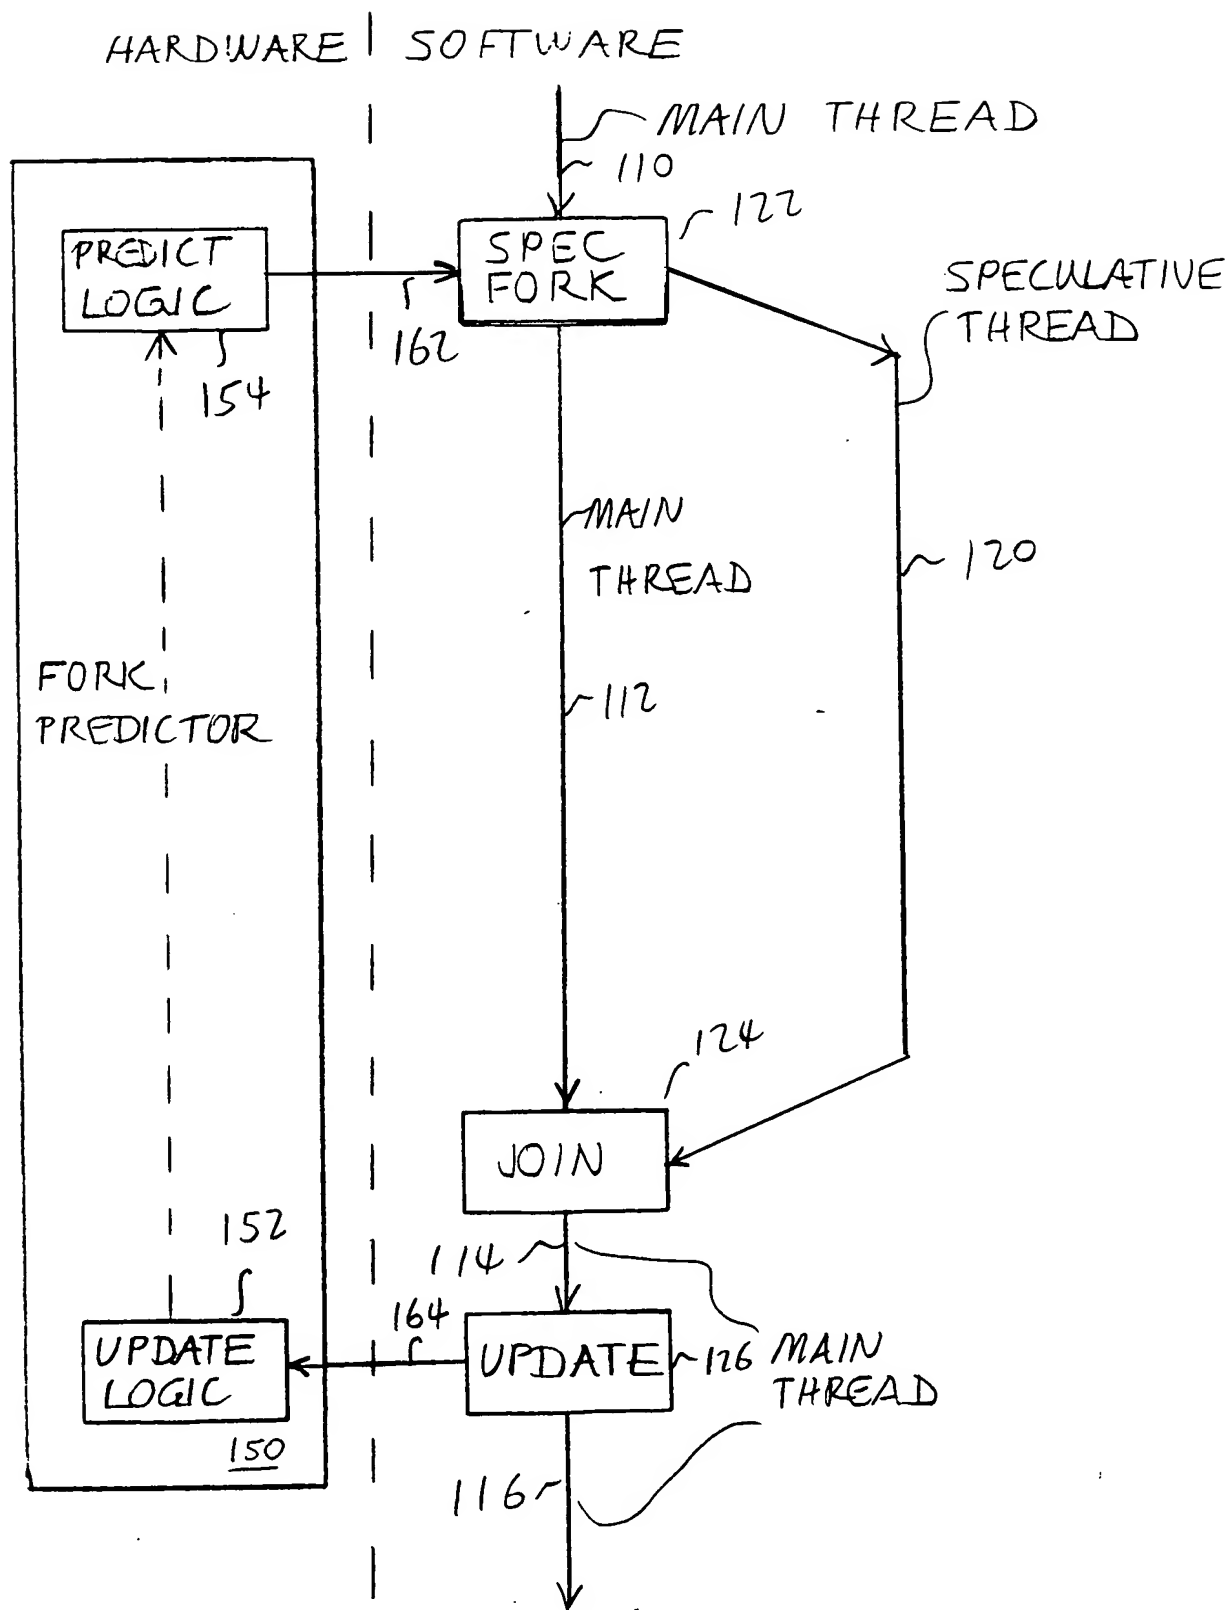 HARDWARE SOFTWARE
MAIN THREAD
110
122
SPEC
FORK
PREDICT
LOGIC
162
154
SPECULATIVE
THREAD
MAIN
THREAD
120
112
FORK
PREDICTOR
124
JOIN
114
152
164
UPDATE
126
UPDATE
LOGIC
MAIN
THREAD
150
116